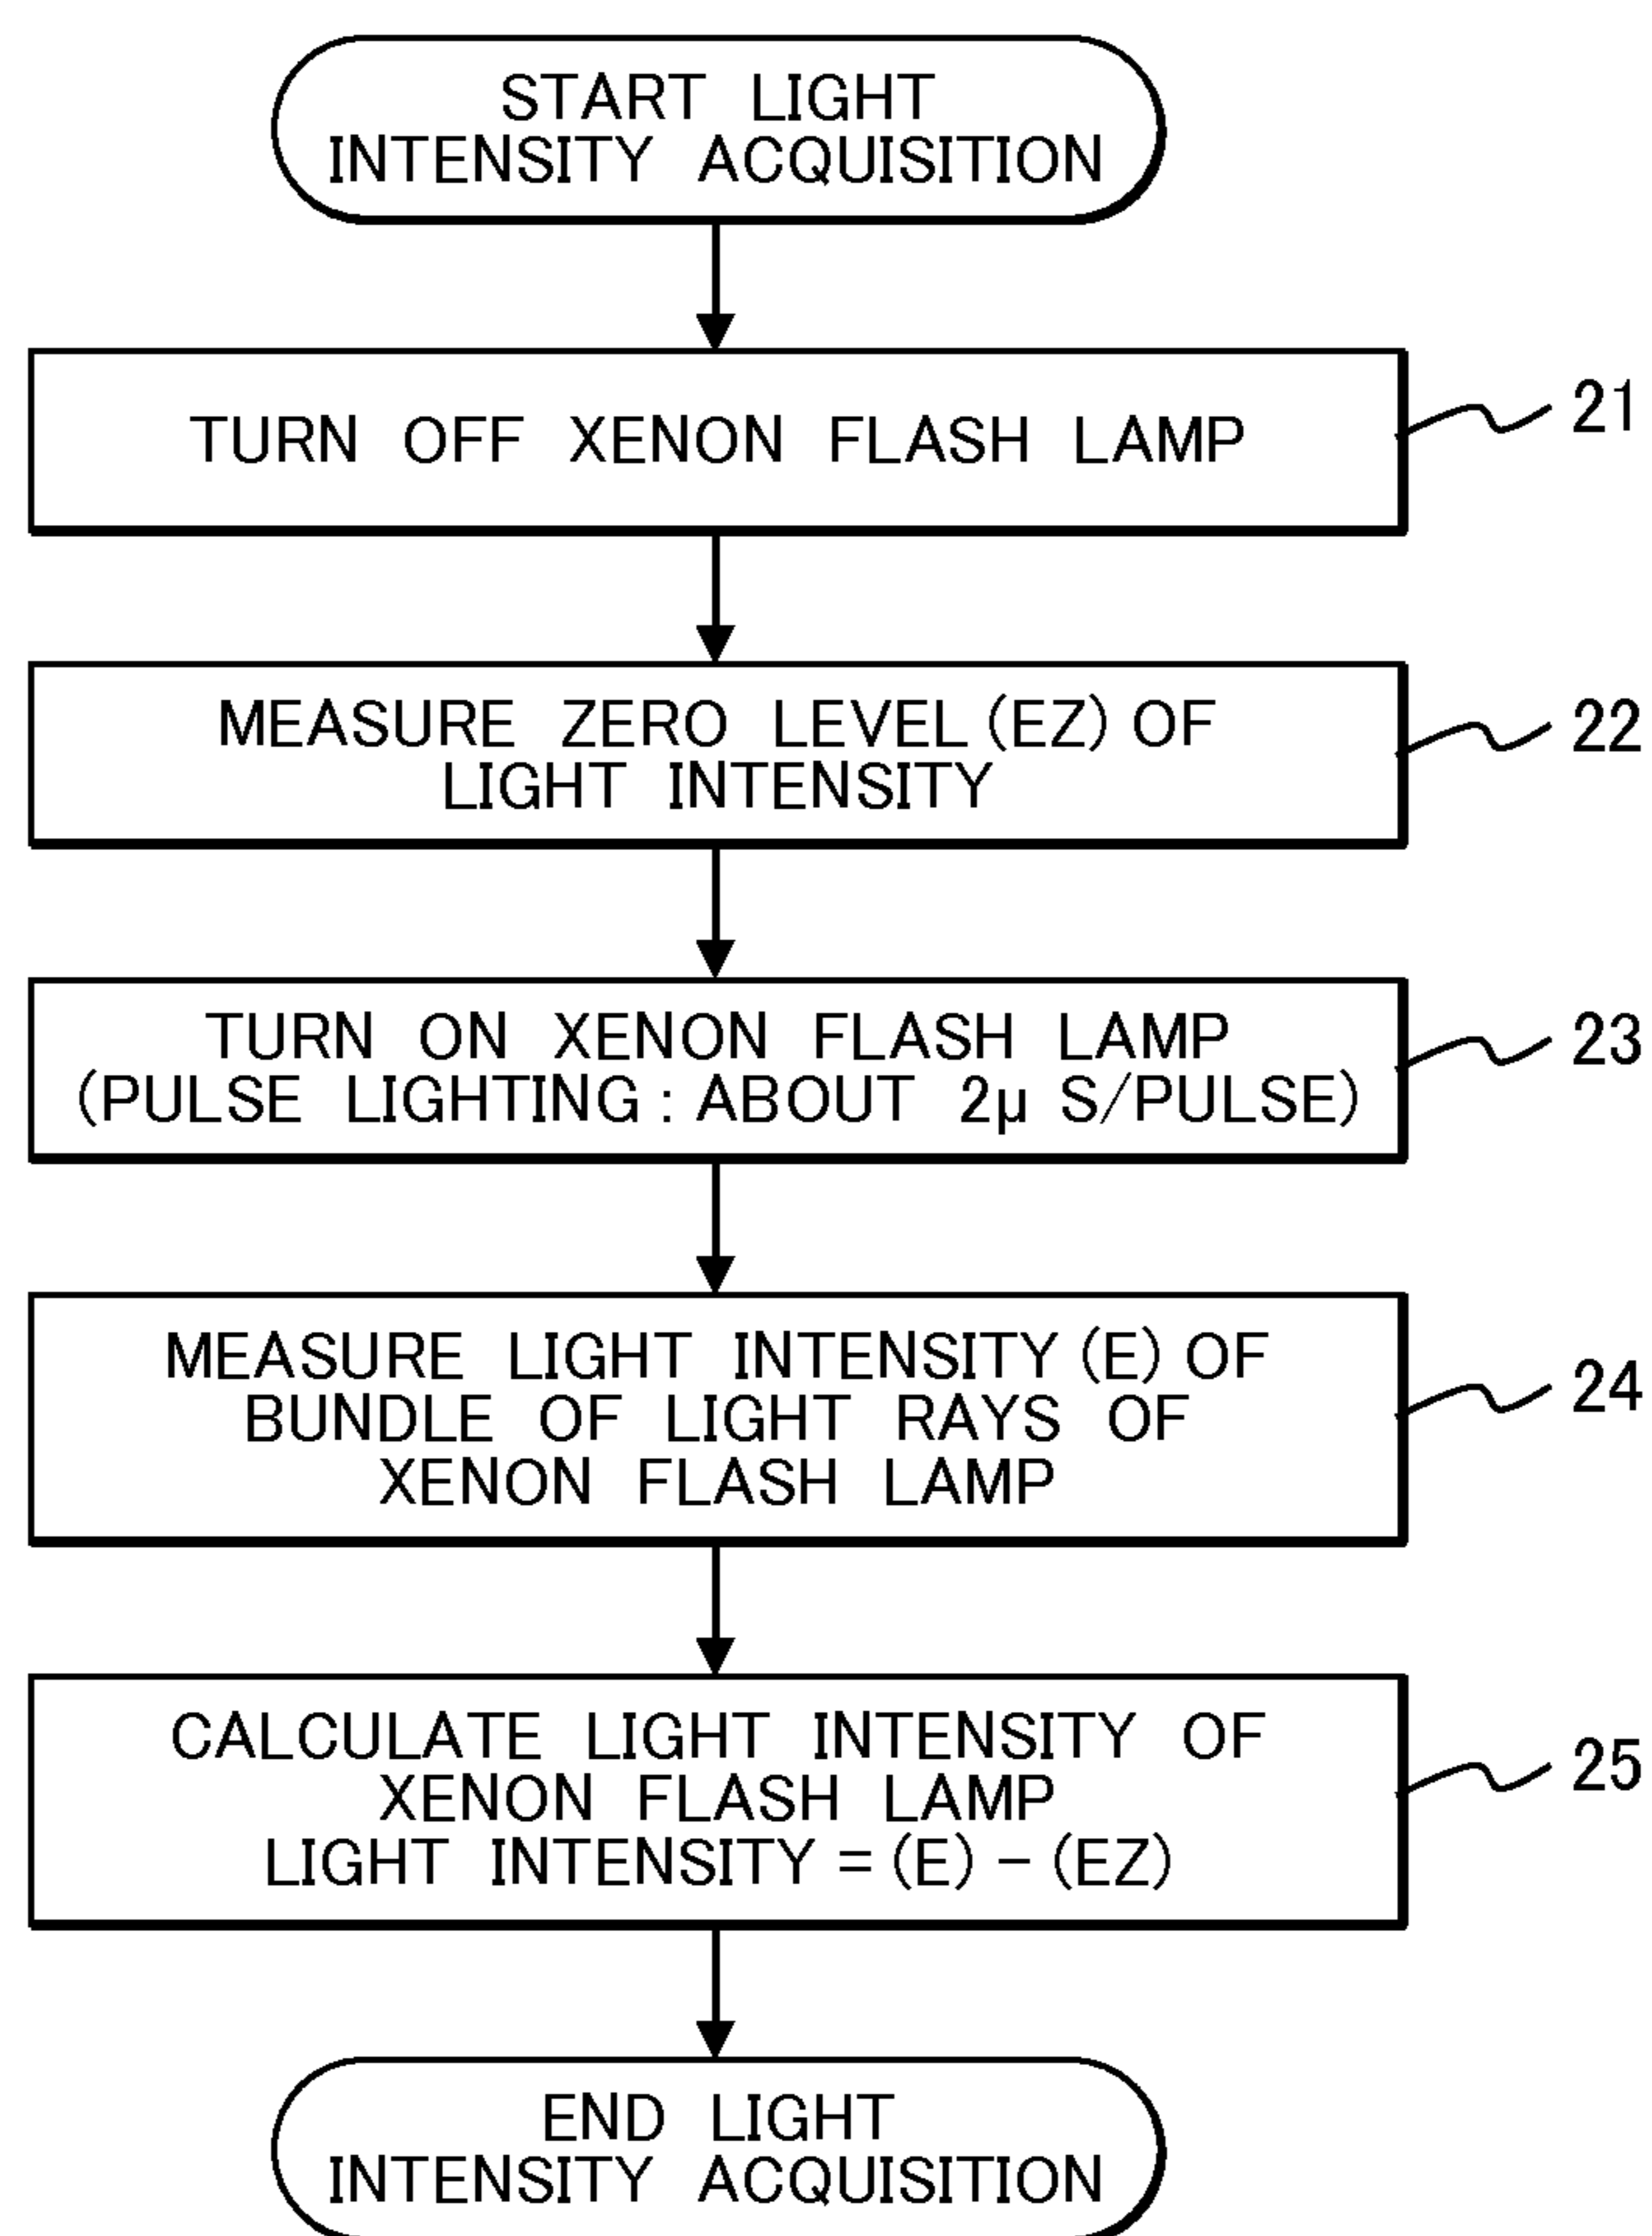 START LIGHT
INTENSITY ACQUISITION
TURN OFF XENON FLASH LAMP
21
MEASURE ZERO LEVEL (EZ) OF
LIGHT INTENSITY
22
TURN ON XENON FLASH LAMP
(PULSE LIGHTING : ABOUT 2μ S/PULSE)
23
MEASURE LIGHT INTENSITY (E) OF
BUNDLE OF LIGHT RAYS OF
XENON FLASH LAMP
24
CALCULATE LIGHT INTENSITY OF
XENON FLASH LAMP
LIGHT INTENSITY = (E) − (EZ)
25
END LIGHT
INTENSITY ACQUISITION